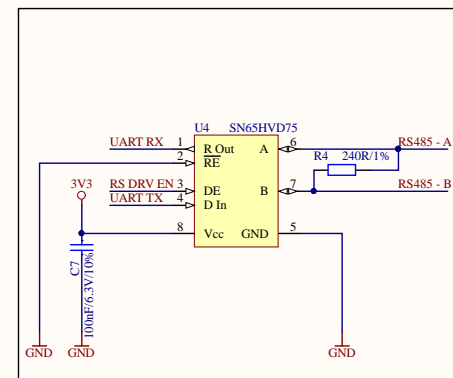 U4 SN65HVD75
UART RX 1 R Out A 6 RS485 - A
2 RE R4 240R/1%
3V3 RS DRV EN 3 DE B 7 RS485 - B
UART TX 4 D In
8 Vcc GND 5
C7
100nF/6.3V/10%
GND GND GND